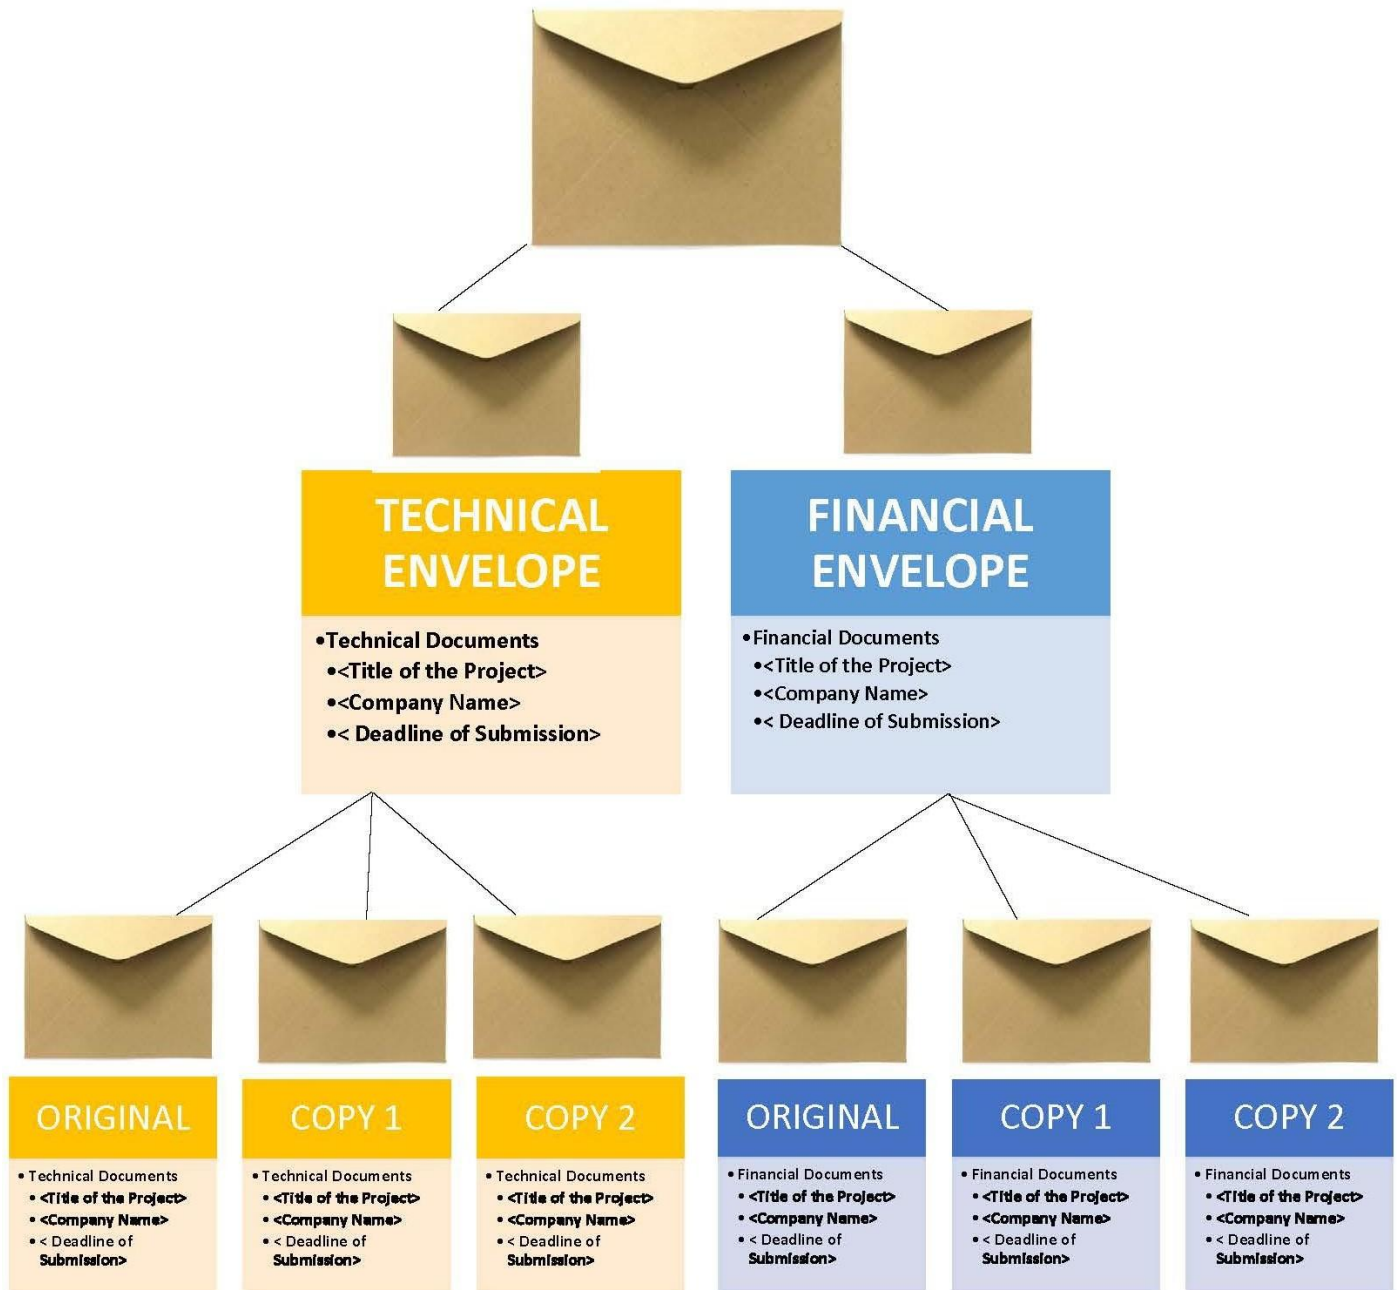 TECHNICAL
ENVELOPE
•Technical Documents
•<Title of the Project>
•<Company Name>
•< Deadline of Submission>
FINANCIAL
ENVELOPE
•Financial Documents
•<Title of the Project>
•<Company Name>
•< Deadline of Submission>
ORIGINAL
• Technical Documents
• <Title of the Project>
• <Company Name>
• < Deadline of
Submission>
COPY 1
• Technical Documents
• <Title of the Project>
• <Company Name>
• < Deadline of
Submission>
COPY 2
• Technical Documents
• <Title of the Project>
• <Company Name>
• < Deadline of
Submission>
ORIGINAL
• Financial Documents
• <Title of the Project>
• <Company Name>
• < Deadline of
Submission>
COPY 1
• Financial Documents
• <Title of the Project>
• <Company Name>
• < Deadline of
Submission>
COPY 2
• Financial Documents
• <Title of the Project>
• <Company Name>
• < Deadline of
Submission>